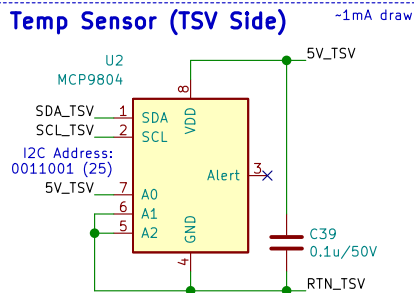 Temp Sensor (TSV Side)
~1mA draw
U2
MCP9804
5V_TSV
8
VDD
SDA_TSV 1 SDA
SCL_TSV 2 SCL
I2C Address:
0011001 (25)
Alert 3
5V_TSV 7 A0
6 A1
5 A2
GND
4
C39
0.1u/50V
RTN_TSV